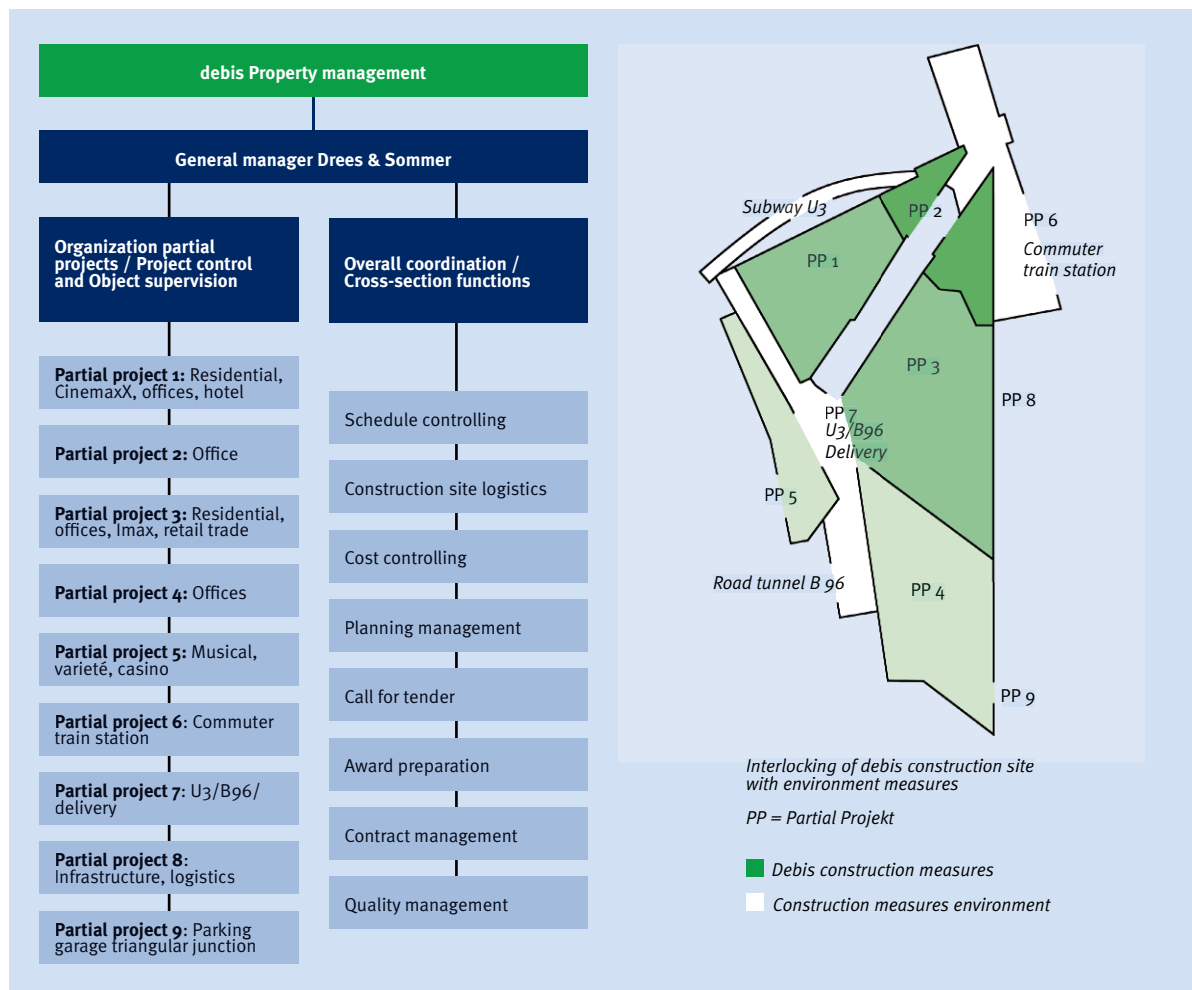 debis Property management
General manager Drees & Sommer
Organization partial
projects / Project control
and Object supervision
Partial project 1: Residential,
CinemaxX, offices, hotel
Partial project 2: Office
Partial project 3: Residential,
offices, Imax, retail trade
Partial project 4: Offices
Partial project 5: Musical,
varieté, casino
Partial project 6: Commuter
train station
Partial project 7: U3/B96/
delivery
Partial project 8:
Infrastructure, logistics
Partial project 9: Parking
garage triangular junction
Overall coordination /
Cross-section functions
Schedule controlling
Construction site logistics
Cost controlling
Planning management
Call for tender
Award preparation
Contract management
Quality management
Subway U3
PP 2
PP 6
Commuter
train station
PP 1
PP 3
PP 8
PP 7
U3/B96
Delivery
PP 5
Road tunnel B 96
PP 4
PP 9
Interlocking of debis construction site
with environment measures
PP = Partial Projekt
Debis construction measures
Construction measures environment